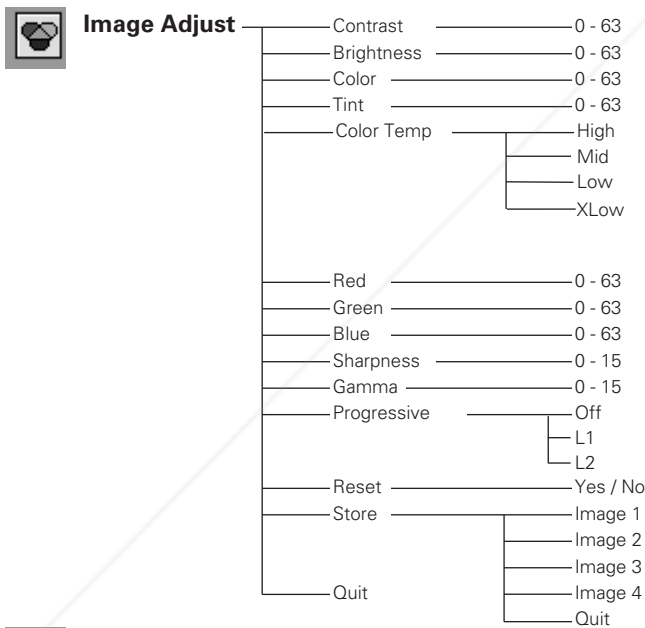 Image Adjust
Contrast 0 - 63
Brightness 0 - 63
Color 0 - 63
Tint 0 - 63
Color Temp High
Mid
Low
XLow
Red 0 - 63
Green 0 - 63
Blue 0 - 63
Sharpness 0 - 15
Gamma 0 - 15
Progressive Off
L1
L2
Reset Yes / No
Store Image 1
Image 2
Image 3
Quit Image 4
Quit